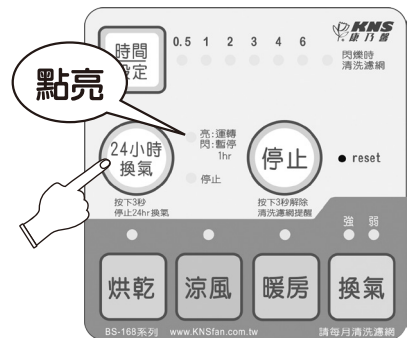 KNS
康乃馨
時間
設定
0.5 1 2 3 4 6
閃爍時
清洗濾網
點亮
24小時
換氣
亮:運轉
閃:暫停
1hr
停止
停止
reset
按下3秒
停止24hr換氣
按下3秒解除
清洗濾網提醒
強 弱
烘乾
涼風
暖房
換氣
BS-168系列 www.KNSfan.com.tw 請每月清洗濾網